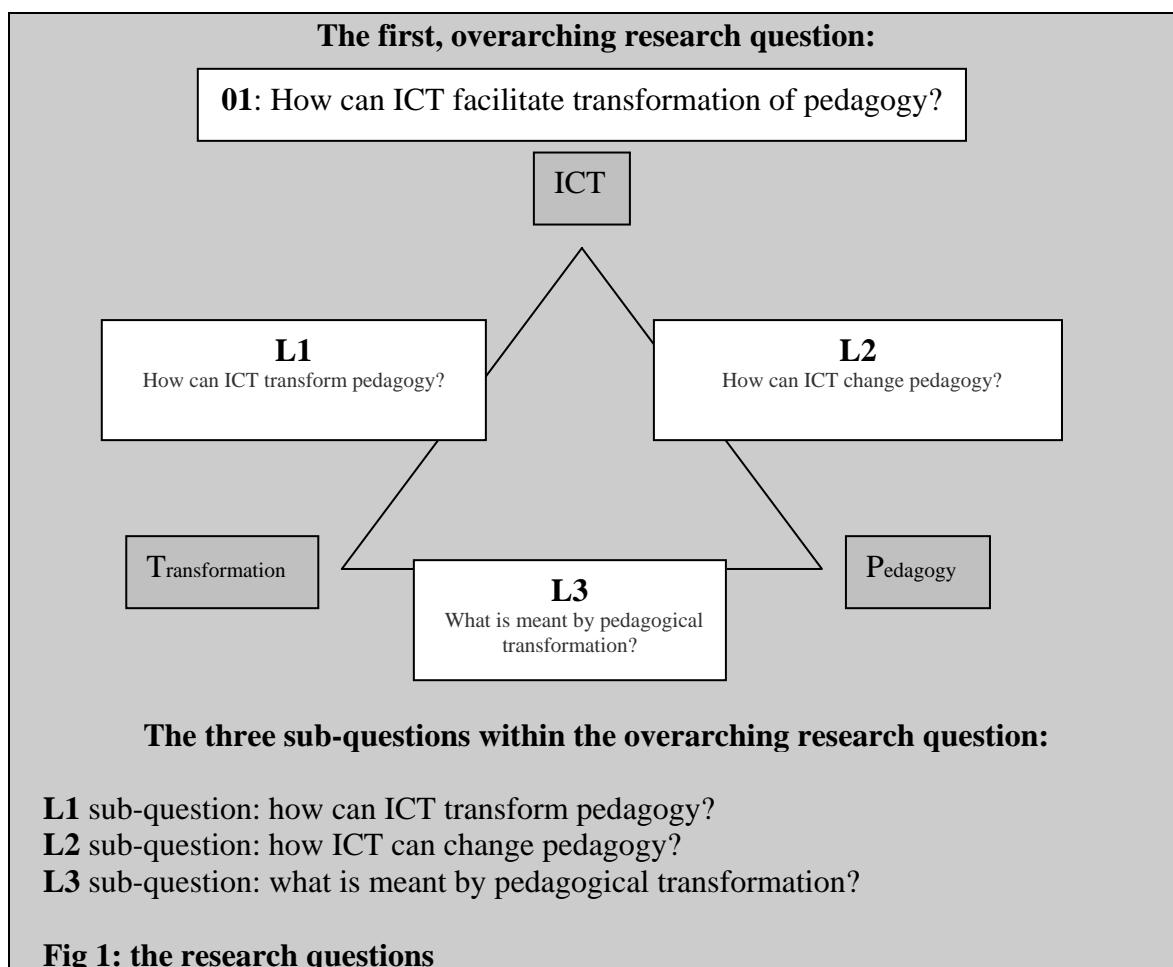 The first, overarching research question:
01: How can ICT facilitate transformation of pedagogy?
ICT
L1
How can ICT transform pedagogy?
L2
How can ICT change pedagogy?
Transformation
Pedagogy
L3
What is meant by pedagogical
transformation?
The three sub-questions within the overarching research question:
L1 sub-question: how can ICT transform pedagogy?
L2 sub-question: how ICT can change pedagogy?
L3 sub-question: what is meant by pedagogical transformation?
Fig 1: the research questions